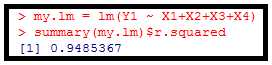 > my.lm = lm(Y1 ~ X1+X2+X3+X4)
> summary(my.lm)$r.squared
[1] 0.9485367